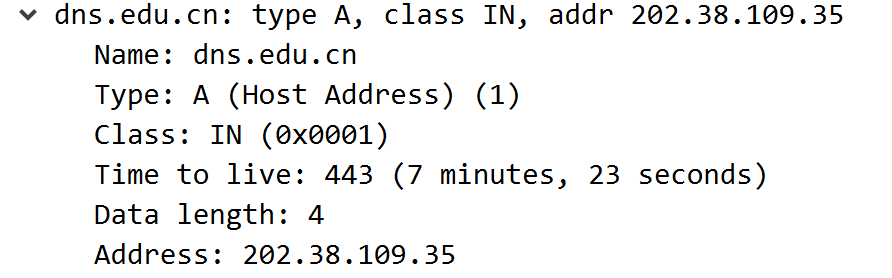 dns.edu.cn: type A, class IN, addr 202.38.109.35
Name: dns.edu.cn
Type: A (Host Address) (1)
Class: IN (0x0001)
Time to live: 443 (7 minutes, 23 seconds)
Data length: 4
Address: 202.38.109.35